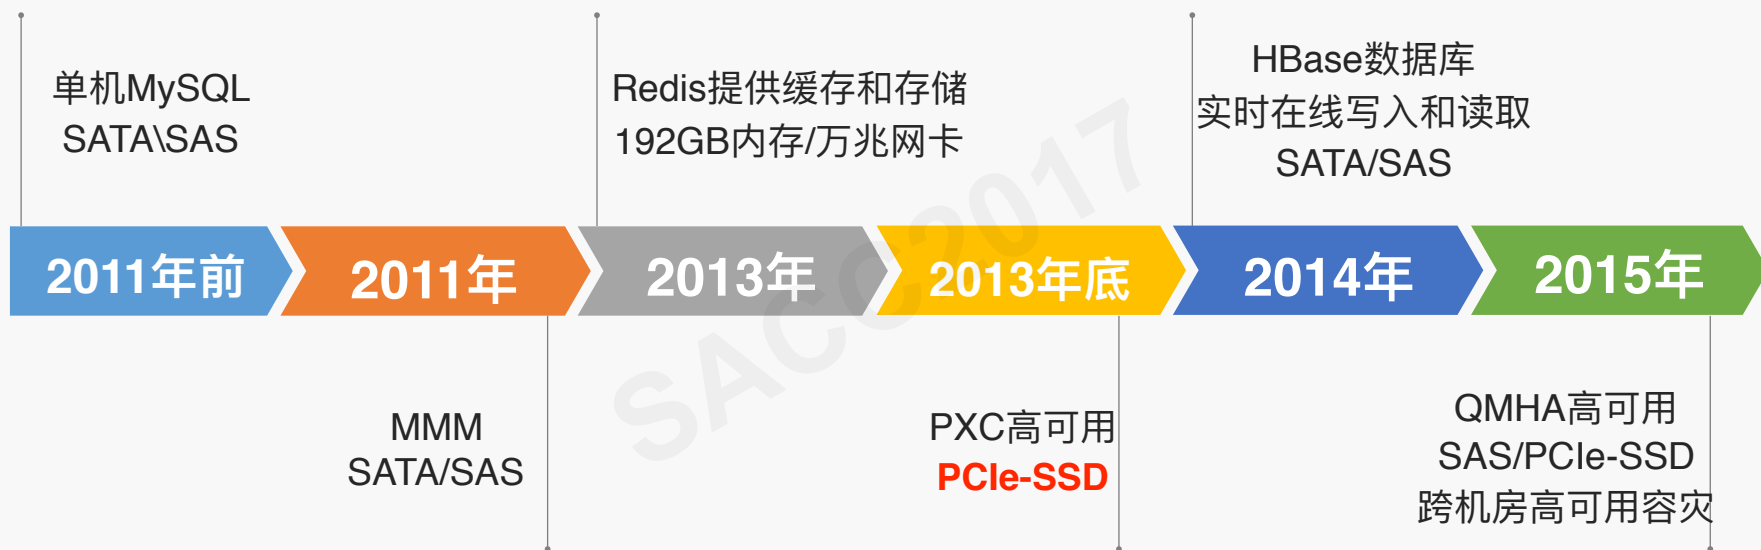 单机MySQL
SATA\SAS
Redis提供缓存和存储
192GB内存/万兆网卡
HBase数据库
实时在线写入和读取
SATA/SAS
2011年前
2011年
2013年
2013年底
2014年
2015年
MMM
SATA/SAS
PXC高可用
PCIe-SSD
QMHA高可用
SAS/PCIe-SSD
跨机房高可用容灾
SACC2017